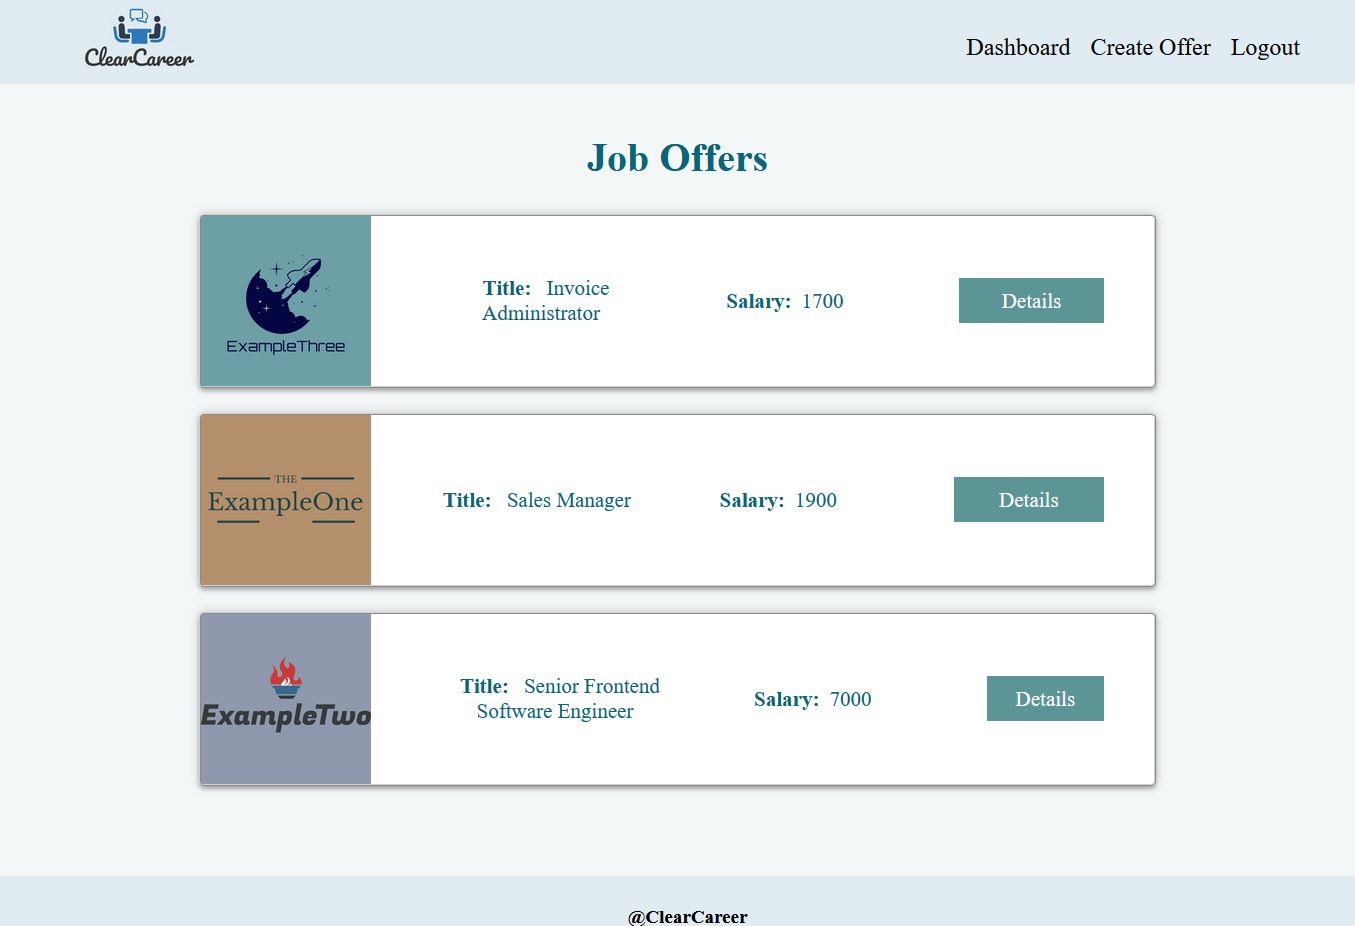 ClearCareer
Dashboard Create Offer Logout
Job Offers
ExampleThree
Title: Invoice
Administrator
Salary: 1700
Details
THE
ExampleOne
Title: Sales Manager
Salary: 1900
Details
ExampleTwo
Title: Senior Frontend
Software Engineer
Salary: 7000
Details
@ClearCareer